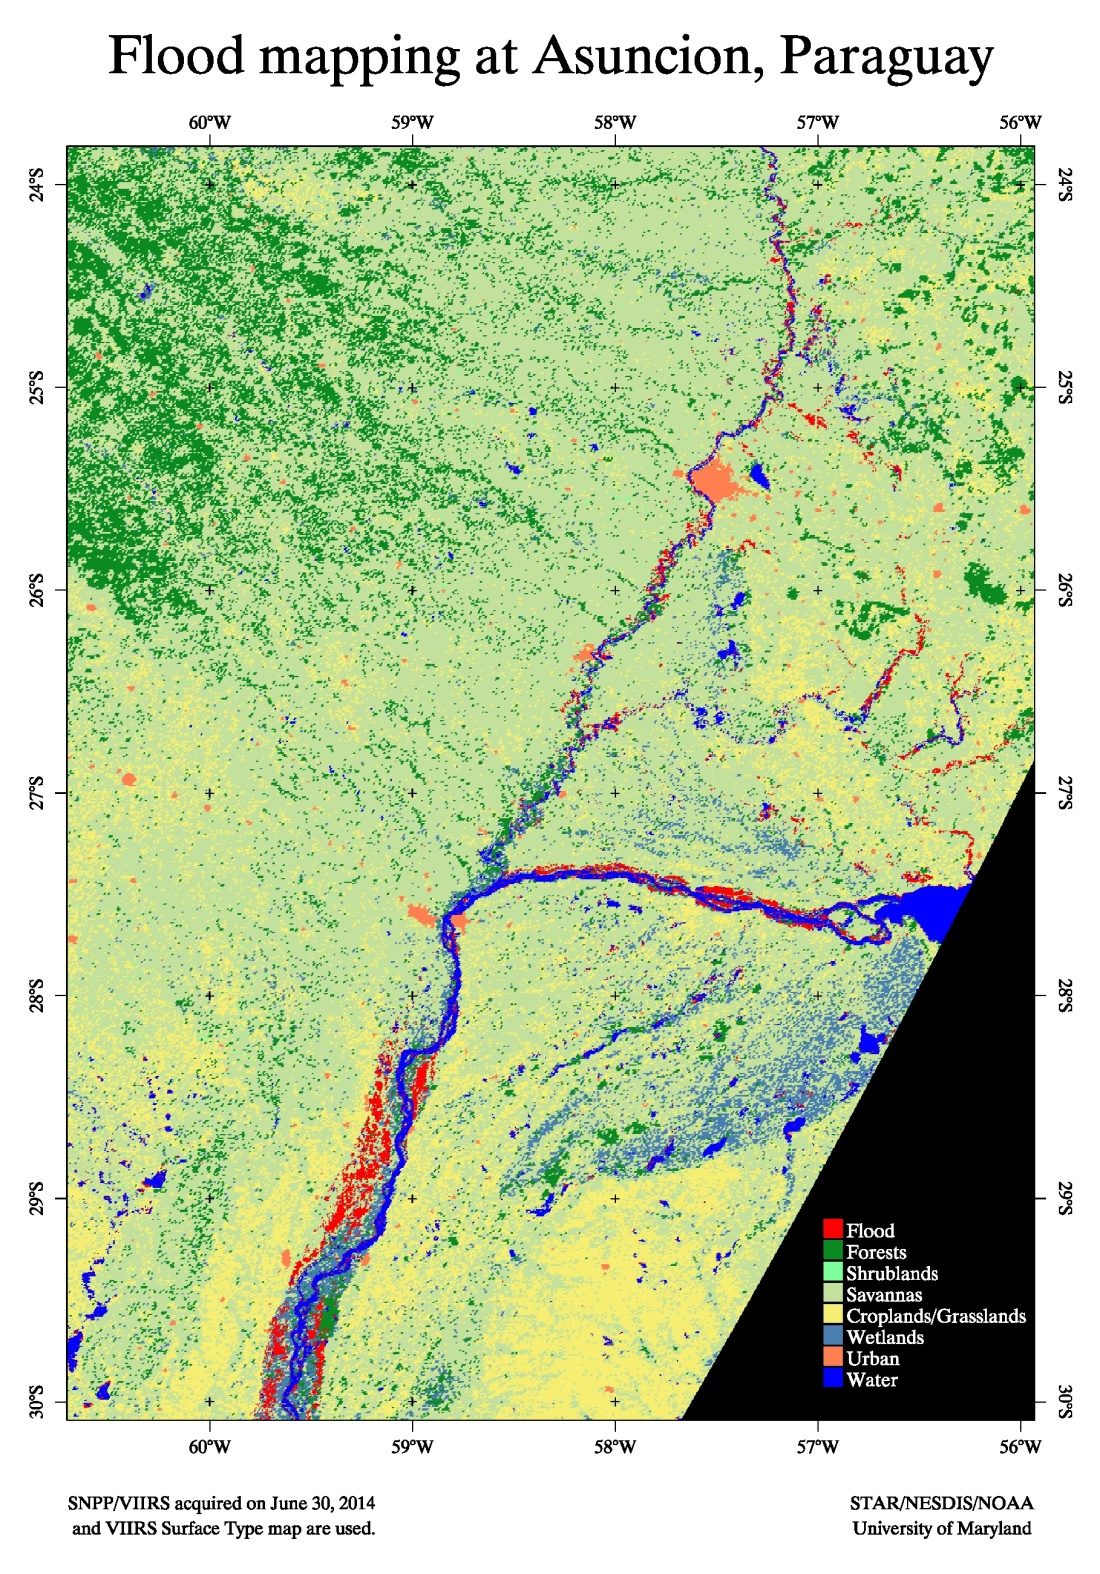 Flood mapping at Asuncion, Paraguay
60°W 59°W 58°W 57°W 56°W
24°S 24°S
25°S 25°S
26°S 26°S
27°S 27°S
28°S 28°S
29°S 29°S
Flood
Forests
Shrublands
Savannas
Croplands/Grasslands
Wetlands
Urban
Water
30°S 30°S
60°W 59°W 58°W 57°W 56°W
SNPP/VIIRS acquired on June 30, 2014
and VIIRS Surface Type map are used.
STAR/NESDIS/NOAA
University of Maryland